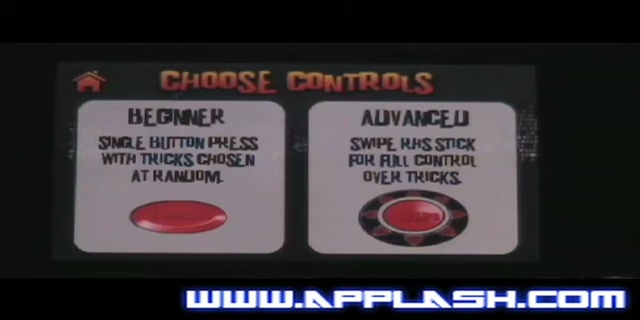 CHOOSE CONTROLS
BEGINNER
SINGLE BUTTON PRESS
WITH TRICKS CHOSEN
AT RANDOM.
ADVANCED
SWIPE RHS STICK
FOR FULL CONTROL
OVER TRICKS.
WWW.APPLASH.COM